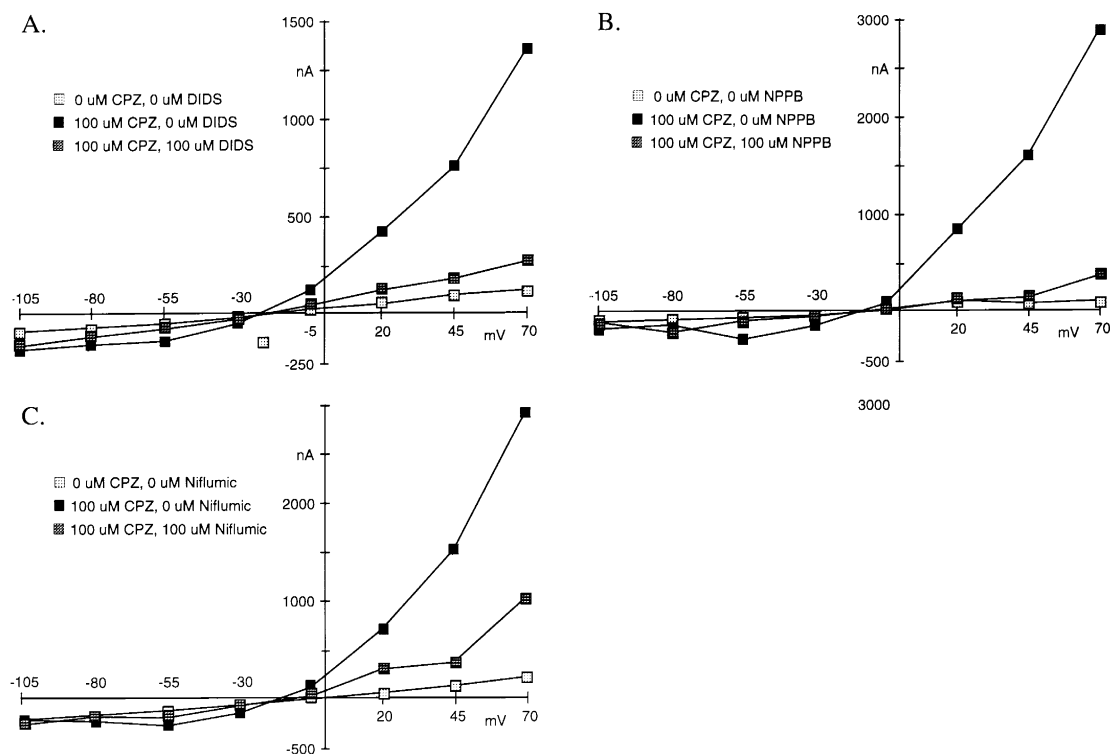 A.
1500
nA
0 uM CPZ, 0 uM DIDS
100 uM CPZ, 0 uM DIDS
100 uM CPZ, 100 uM DIDS
1000
500
-105 -80 -55 -30
-5 20 45 mV 70
-250
B.
3000
nA
0 uM CPZ, 0 uM NPPB
100 uM CPZ, 0 uM NPPB
100 uM CPZ, 100 uM NPPB
2000
1000
-105 -80 -55 -30
20 45 mV 70
-500
3000
C.
nA
0 uM CPZ, 0 uM Niflumic
100 uM CPZ, 0 uM Niflumic
100 uM CPZ, 100 uM Niflumic
2000
1000
-105 -80 -55 -30
20 45 mV 70
-500